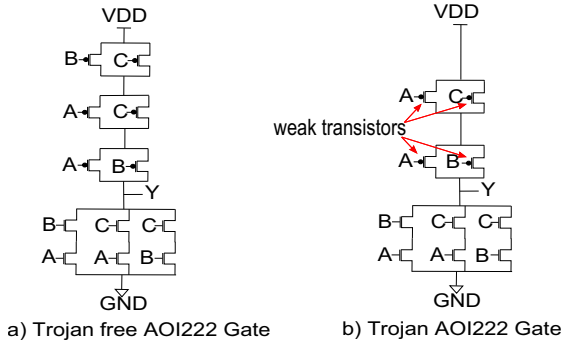 VDD
B
C
A
C
A
B
Y
B
C
C
A
A
B
GND
a) Trojan free AOI222 Gate
VDD
A
C
weak transistors
A
B
Y
B
C
C
A
A
B
GND
b) Trojan AOI222 Gate